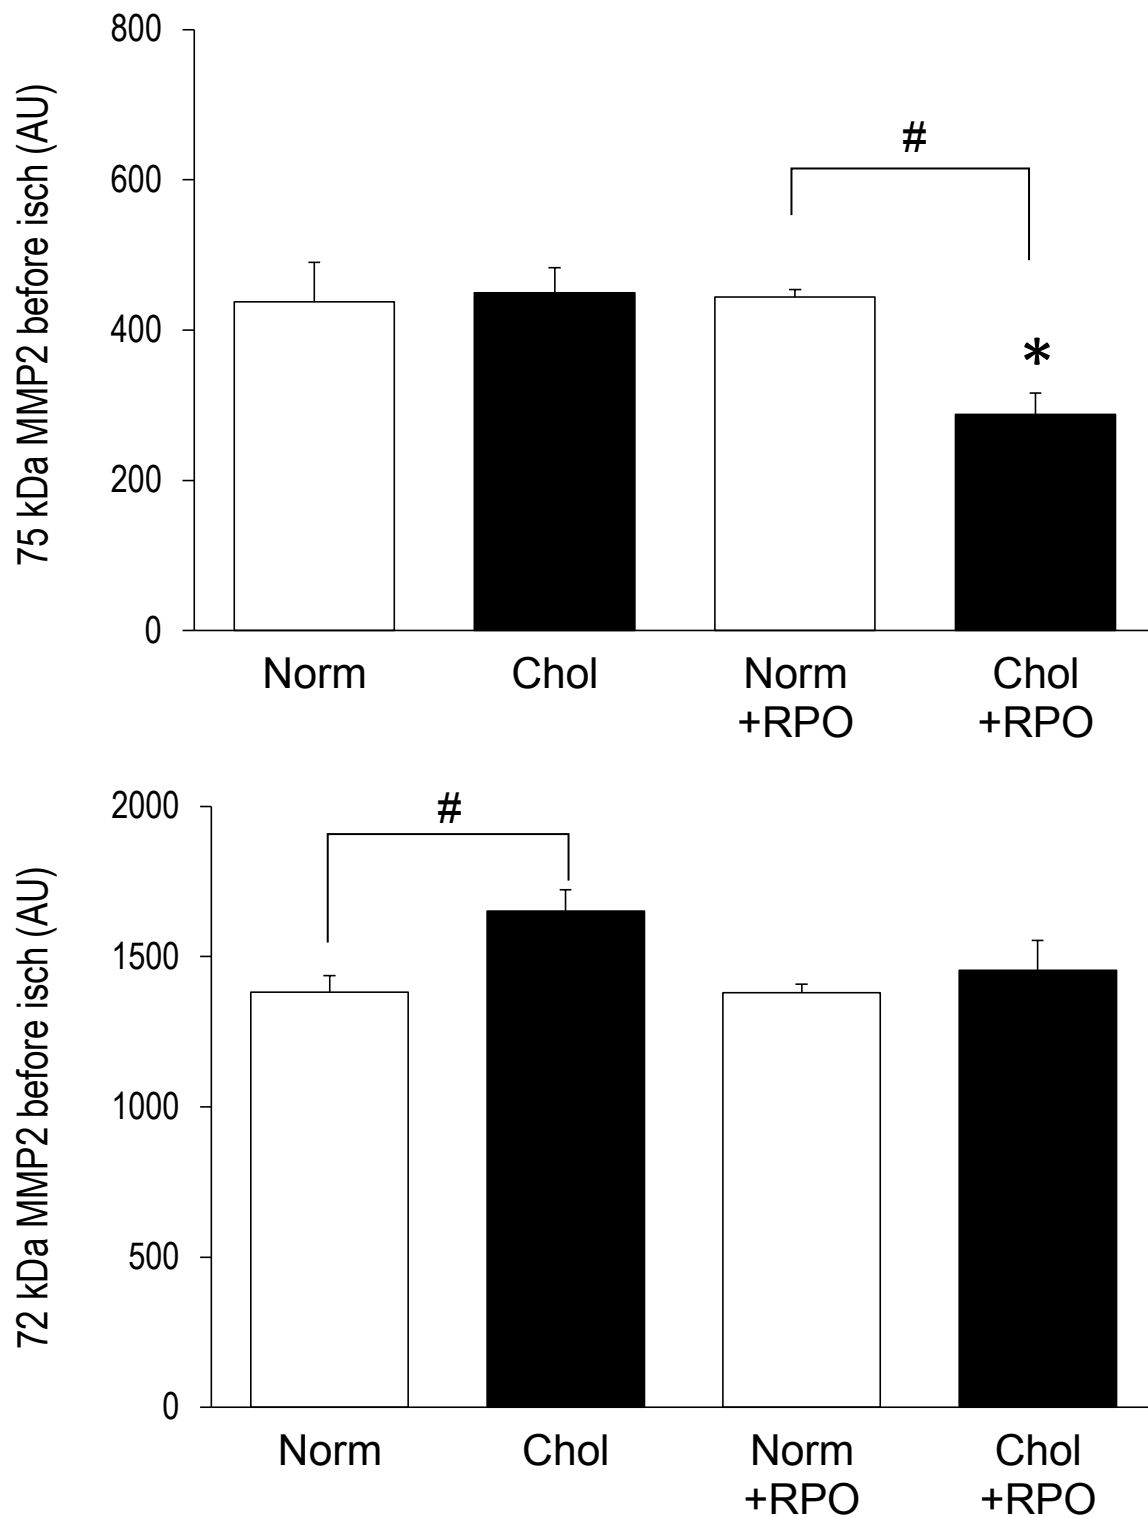 75 kDa MMP2 before isch (AU)
800
600
400
200
0
#
*
Norm
Chol
Norm
+RPO
Chol
+RPO
72 kDa MMP2 before isch (AU)
2000
1500
1000
500
0
#
Norm
Chol
Norm
+RPO
Chol
+RPO